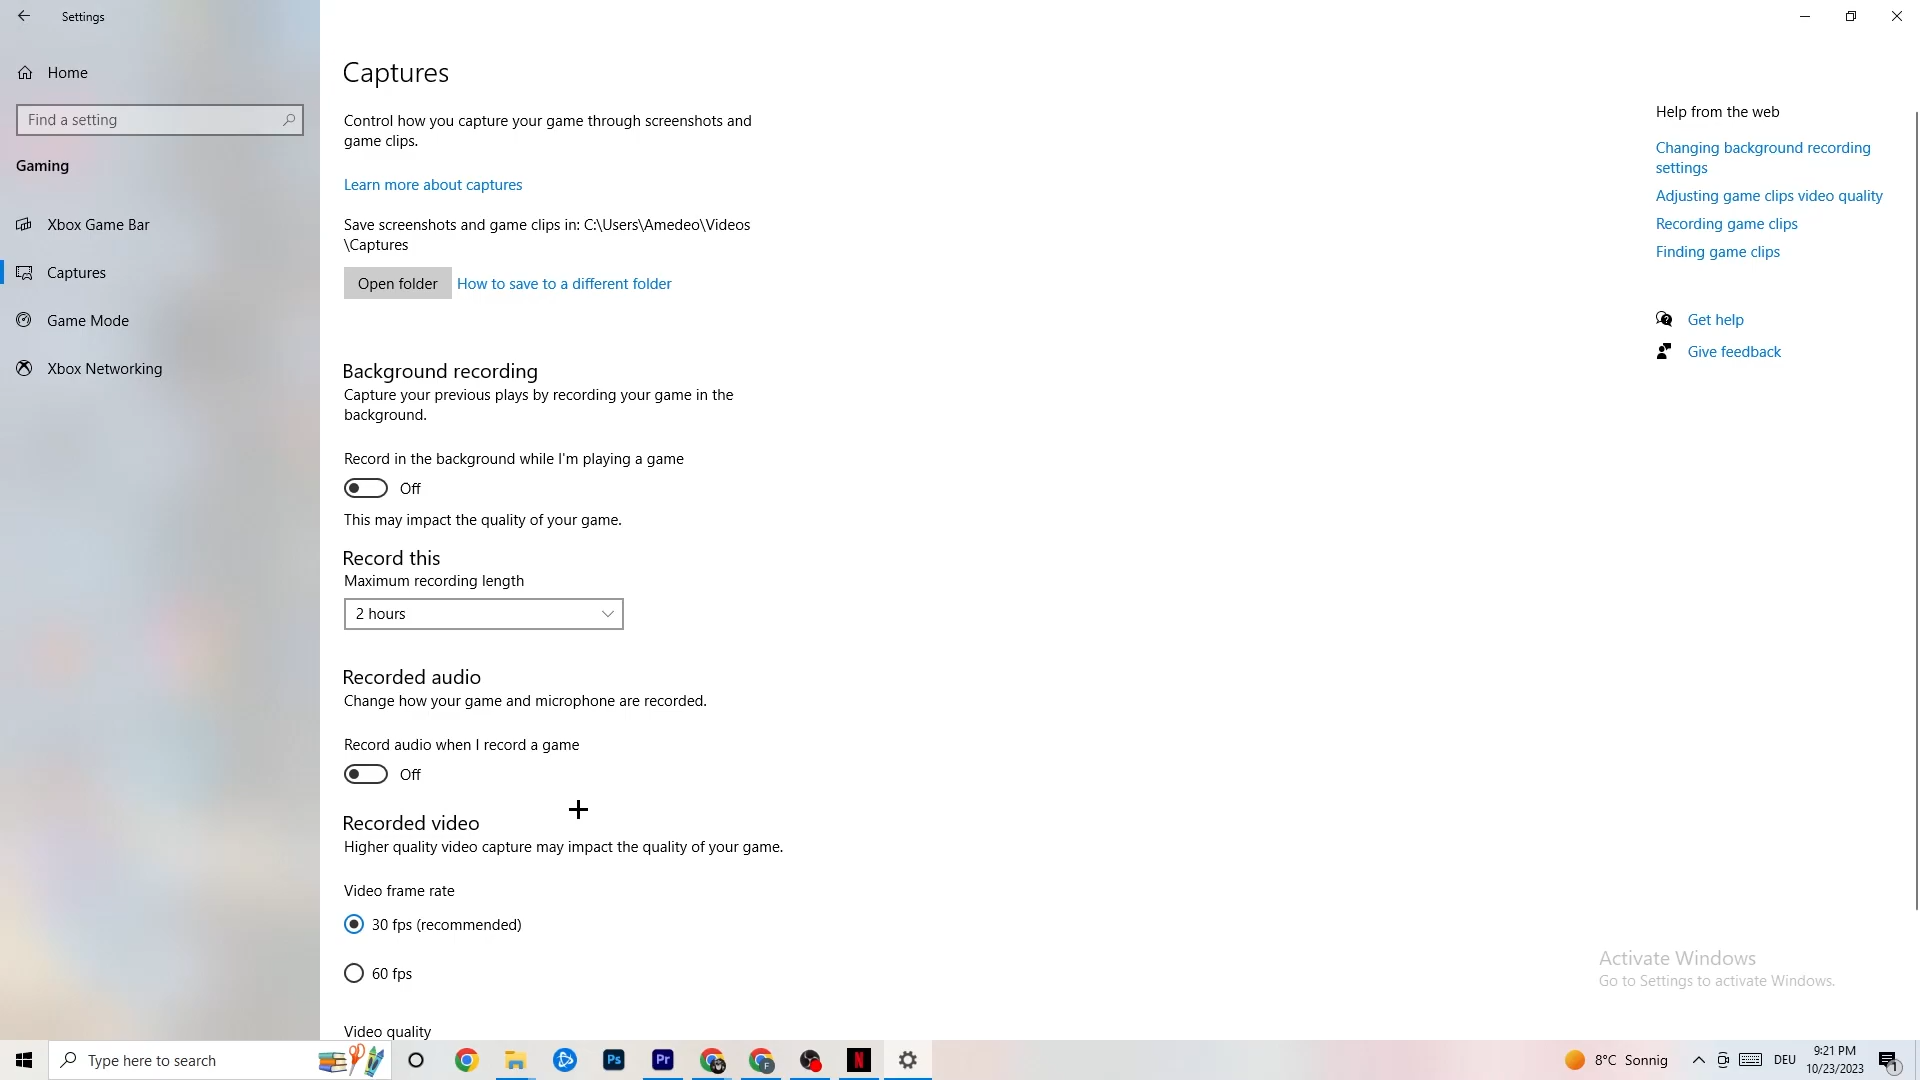 Settings
Home
Find a setting
Gaming
Xbox Game Bar
Captures
Game Mode
Xbox Networking
Captures
Control how you capture your game through screenshots and
game clips.
Learn more about captures
Save screenshots and game clips in: C:\Users\Amedeo\Videos
\Captures
Open folder
How to save to a different folder
Background recording
Capture your previous plays by recording your game in the
background.
Record in the background while I'm playing a game
Off
This may impact the quality of your game.
Record this
Maximum recording length
2 hours
Recorded audio
Change how your game and microphone are recorded.
Record audio when I record a game
Off
Recorded video
Higher quality video capture may impact the quality of your game.
Video frame rate
30 fps (recommended)
60 fps
Video quality
Help from the web
Changing background recording
settings
Adjusting game clips video quality
Recording game clips
Finding game clips
Get help
Give feedback
Activate Windows
Go to Settings to activate Windows.
Type here to search
Ps
Pr
F
N
8°C Sonnig
DEU
9:21 PM
10/23/2023
1